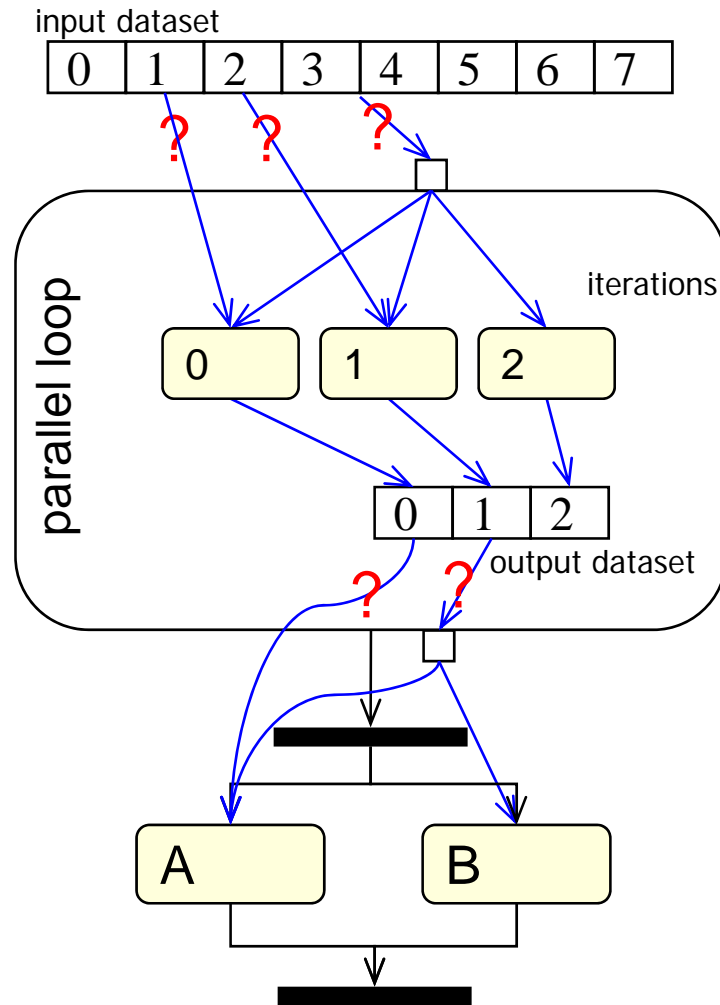 input dataset
0 1 2 3 4 5 6 7
? ? ?
iterations
parallel loop
0 1 2
0 1 2
output dataset
? ?
A B